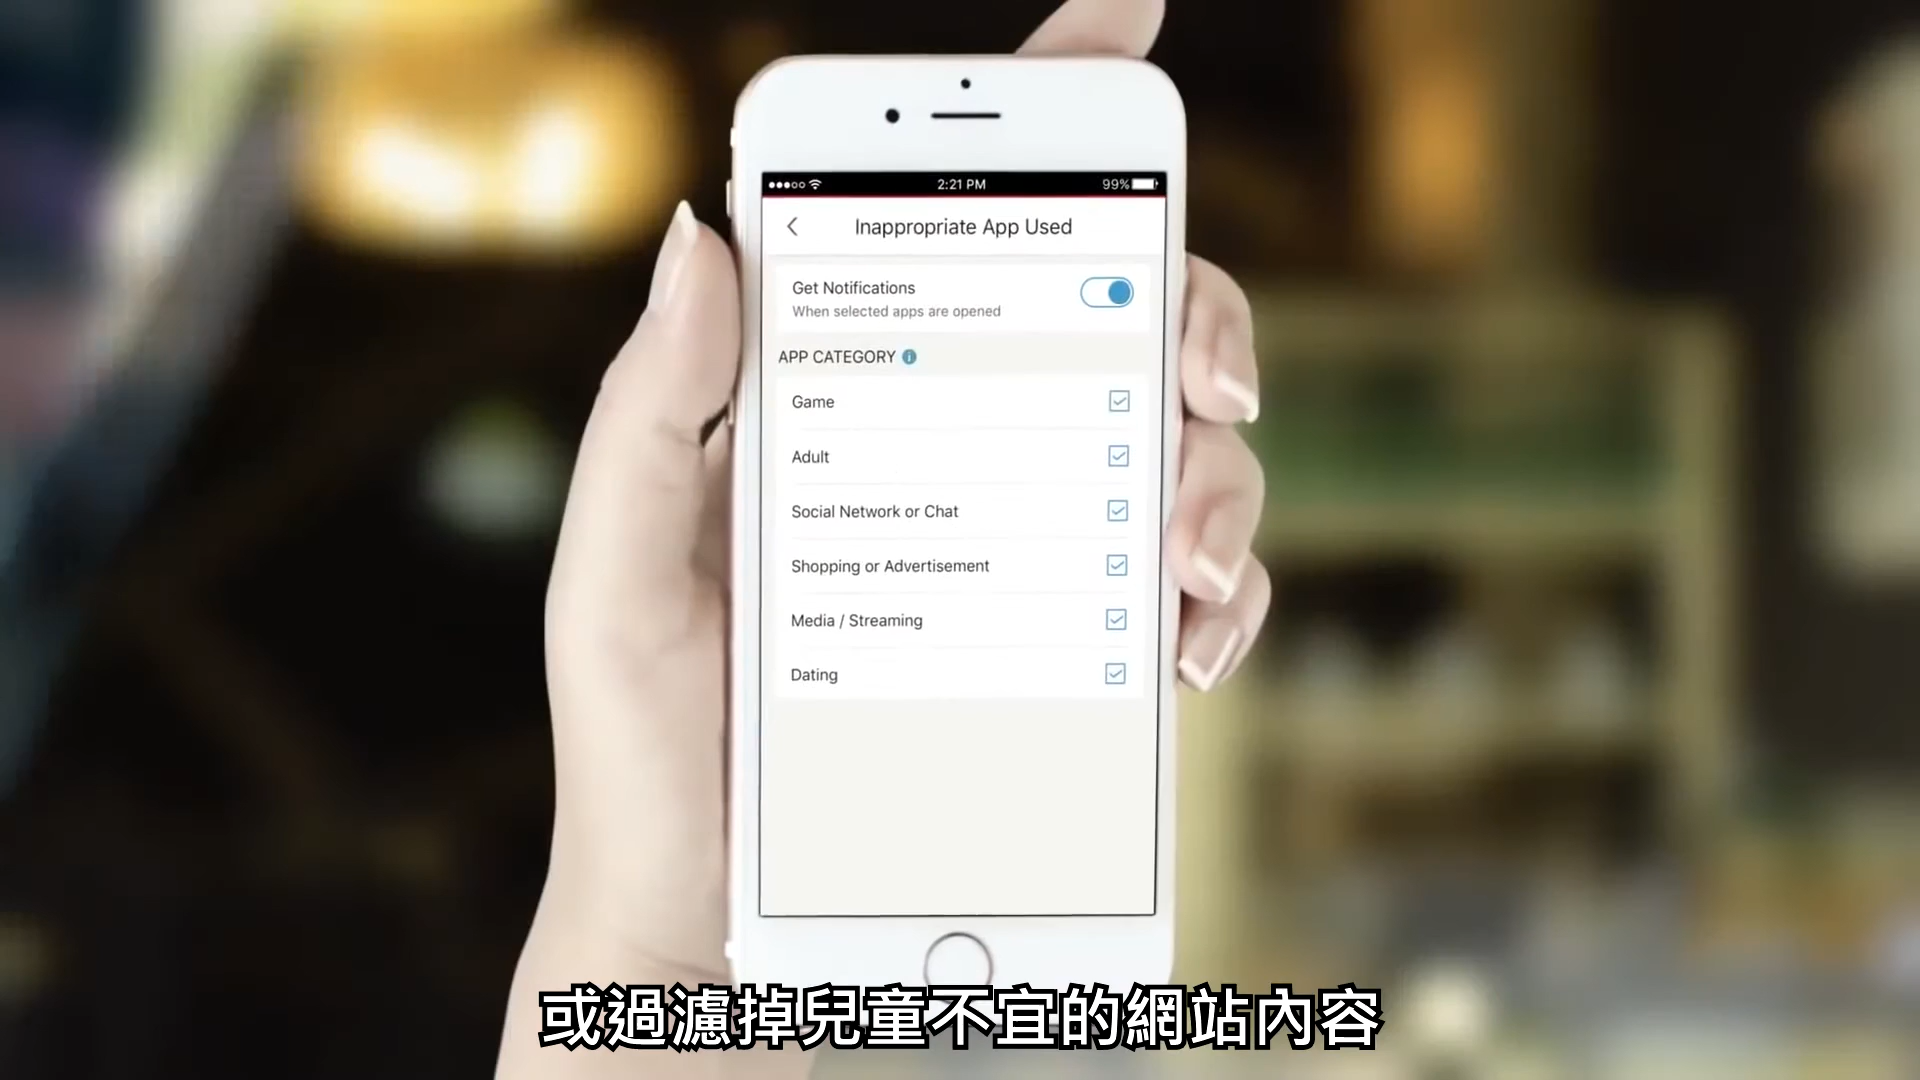 2:21 PM
99%
Inappropriate App Used
Get Notifications
When selected apps are opened
APP CATEGORY
Game
Adult
Social Network or Chat
Shopping or Advertisement
Media / Streaming
Dating
或過濾掉兒童不宜的網站內容